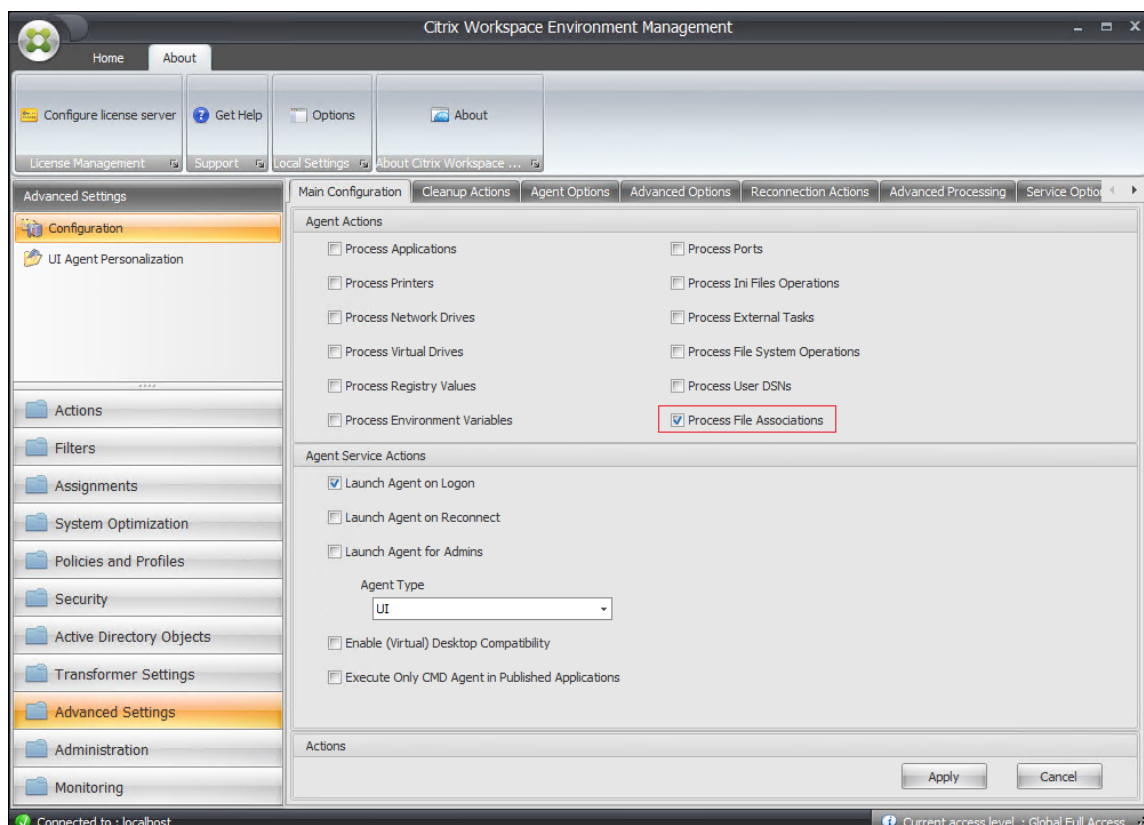 Citrix Workspace Environment Management
Home About
Configure license server Get Help Options About
License Management Support Local Settings About Citrix Workspace ...
Advanced Settings
Main Configuration Cleanup Actions Agent Options Advanced Options Reconnection Actions Advanced Processing Service Option
Configuration
UI Agent Personalization
Agent Actions
Process Applications Process Ports
Process Printers Process Ini Files Operations
Process Network Drives Process External Tasks
Process Virtual Drives Process File System Operations
Process Registry Values Process User DSNs
Process Environment Variables Process File Associations
Actions
Filters
Assignments
System Optimization
Policies and Profiles
Security
Active Directory Objects
Transformer Settings
Advanced Settings
Administration
Monitoring
Agent Service Actions
Launch Agent on Logon
Launch Agent on Reconnect
Launch Agent for Admins
Agent Type
UI
Enable (Virtual) Desktop Compatibility
Execute Only CMD Agent in Published Applications
Actions
Apply Cancel
Connected to : localhost Current access level : Global Full Access